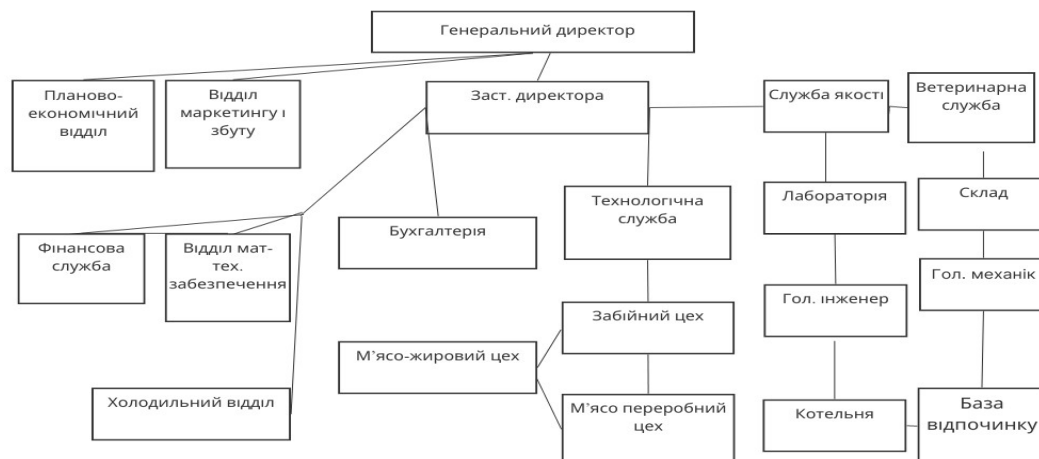 Генеральний директор
Планово-
економічний
відділ
Відділ
маркетингу і
збуту
Заст. директора
Служба якості
Ветеринарна
служба
Технологічна
служба
Лабораторія
Склад
Фінансова
служба
Відділ мат-
тех.
забезпечення
Бухгалтерія
Гол. механік
Гол. інженер
Забійний цех
М'ясо-жировий цех
Холодильний відділ
М'ясо переробний
цех
Котельня
База
відпочинку